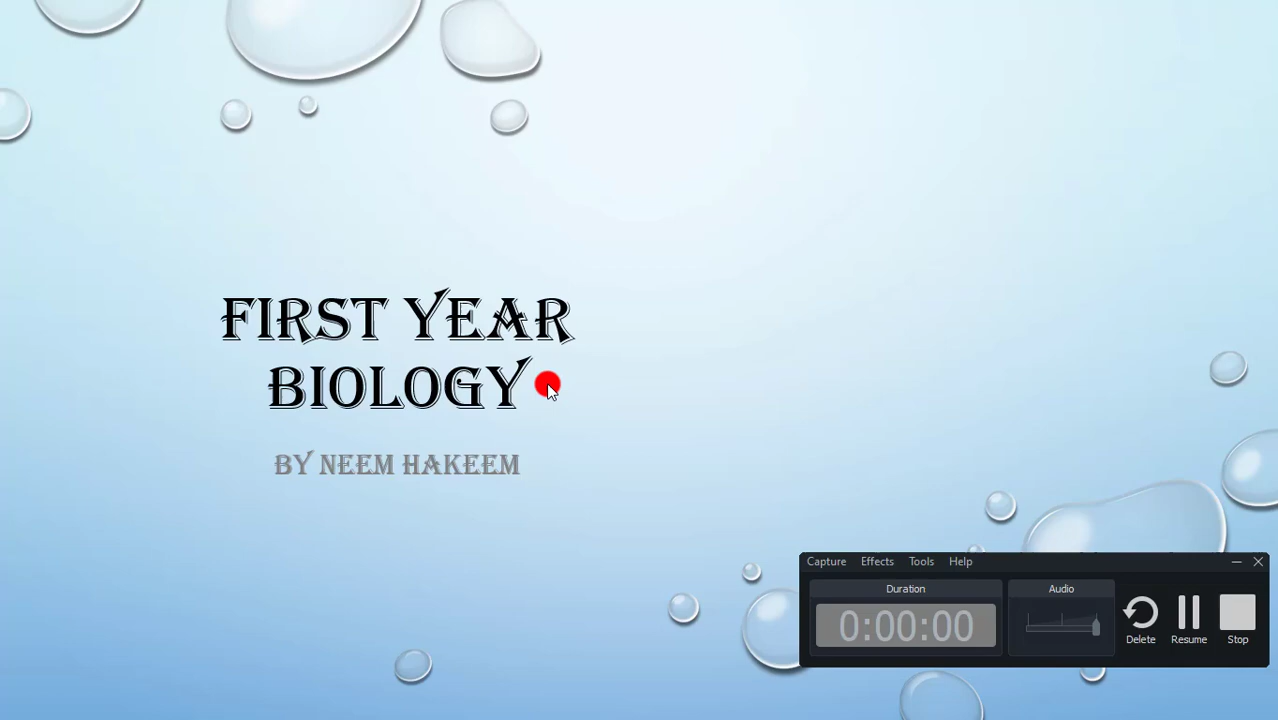 FIRST YEAR
BIOLOGY
BY NEEM HAKEEM
Capture Effects Tools Help
Duration Audio
0:00:00
Delete Resume Stop